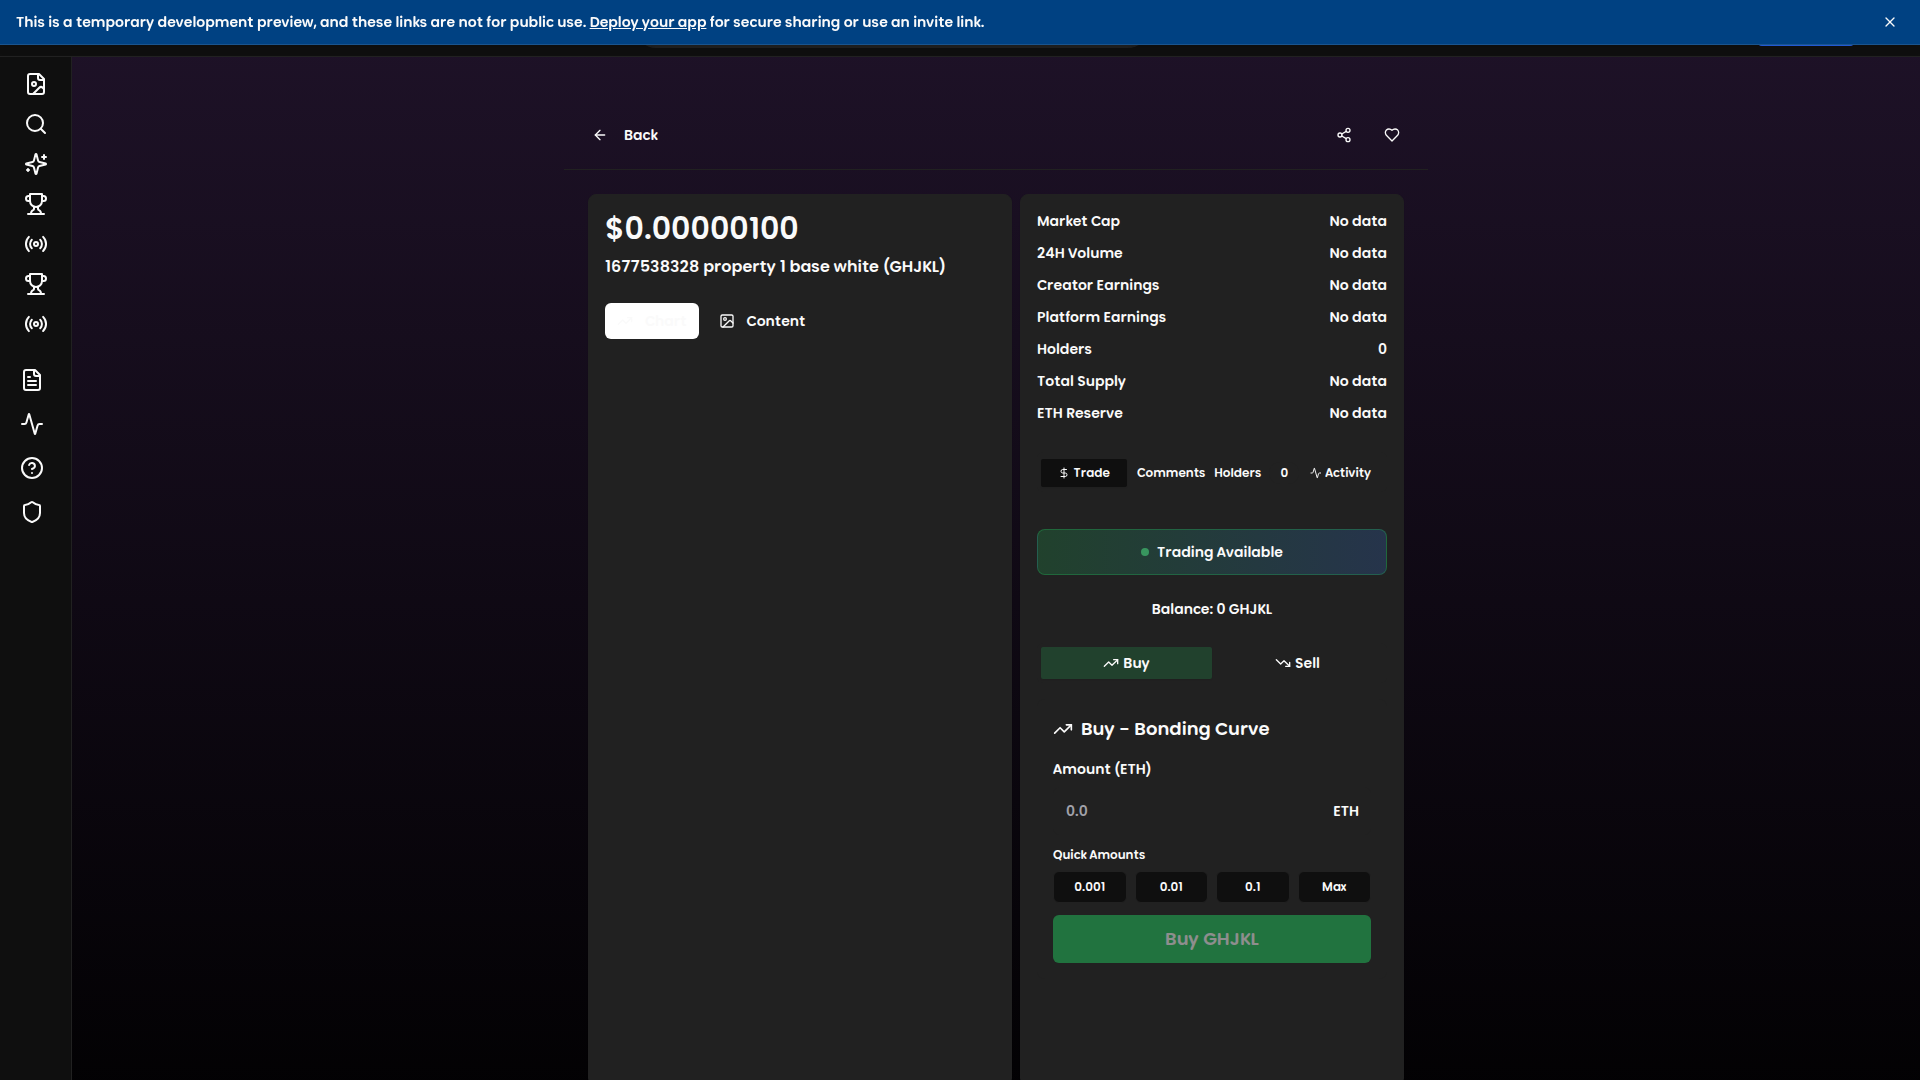 This is a temporary development preview, and these links are not for public use. Deploy your app for secure sharing or use an invite link.
Back
$0.00000100
1677538328 property 1 base white (GHJKL)
Chart
Content
Market Cap No data
24H Volume No data
Creator Earnings No data
Platform Earnings No data
Holders 0
Total Supply No data
ETH Reserve No data
Trade Comments Holders 0 Activity
Trading Available
Balance: 0 GHJKL
Buy Sell
Buy - Bonding Curve
Amount (ETH)
0.0 ETH
Quick Amounts
0.001 0.01 0.1 Max
Buy GHJKL